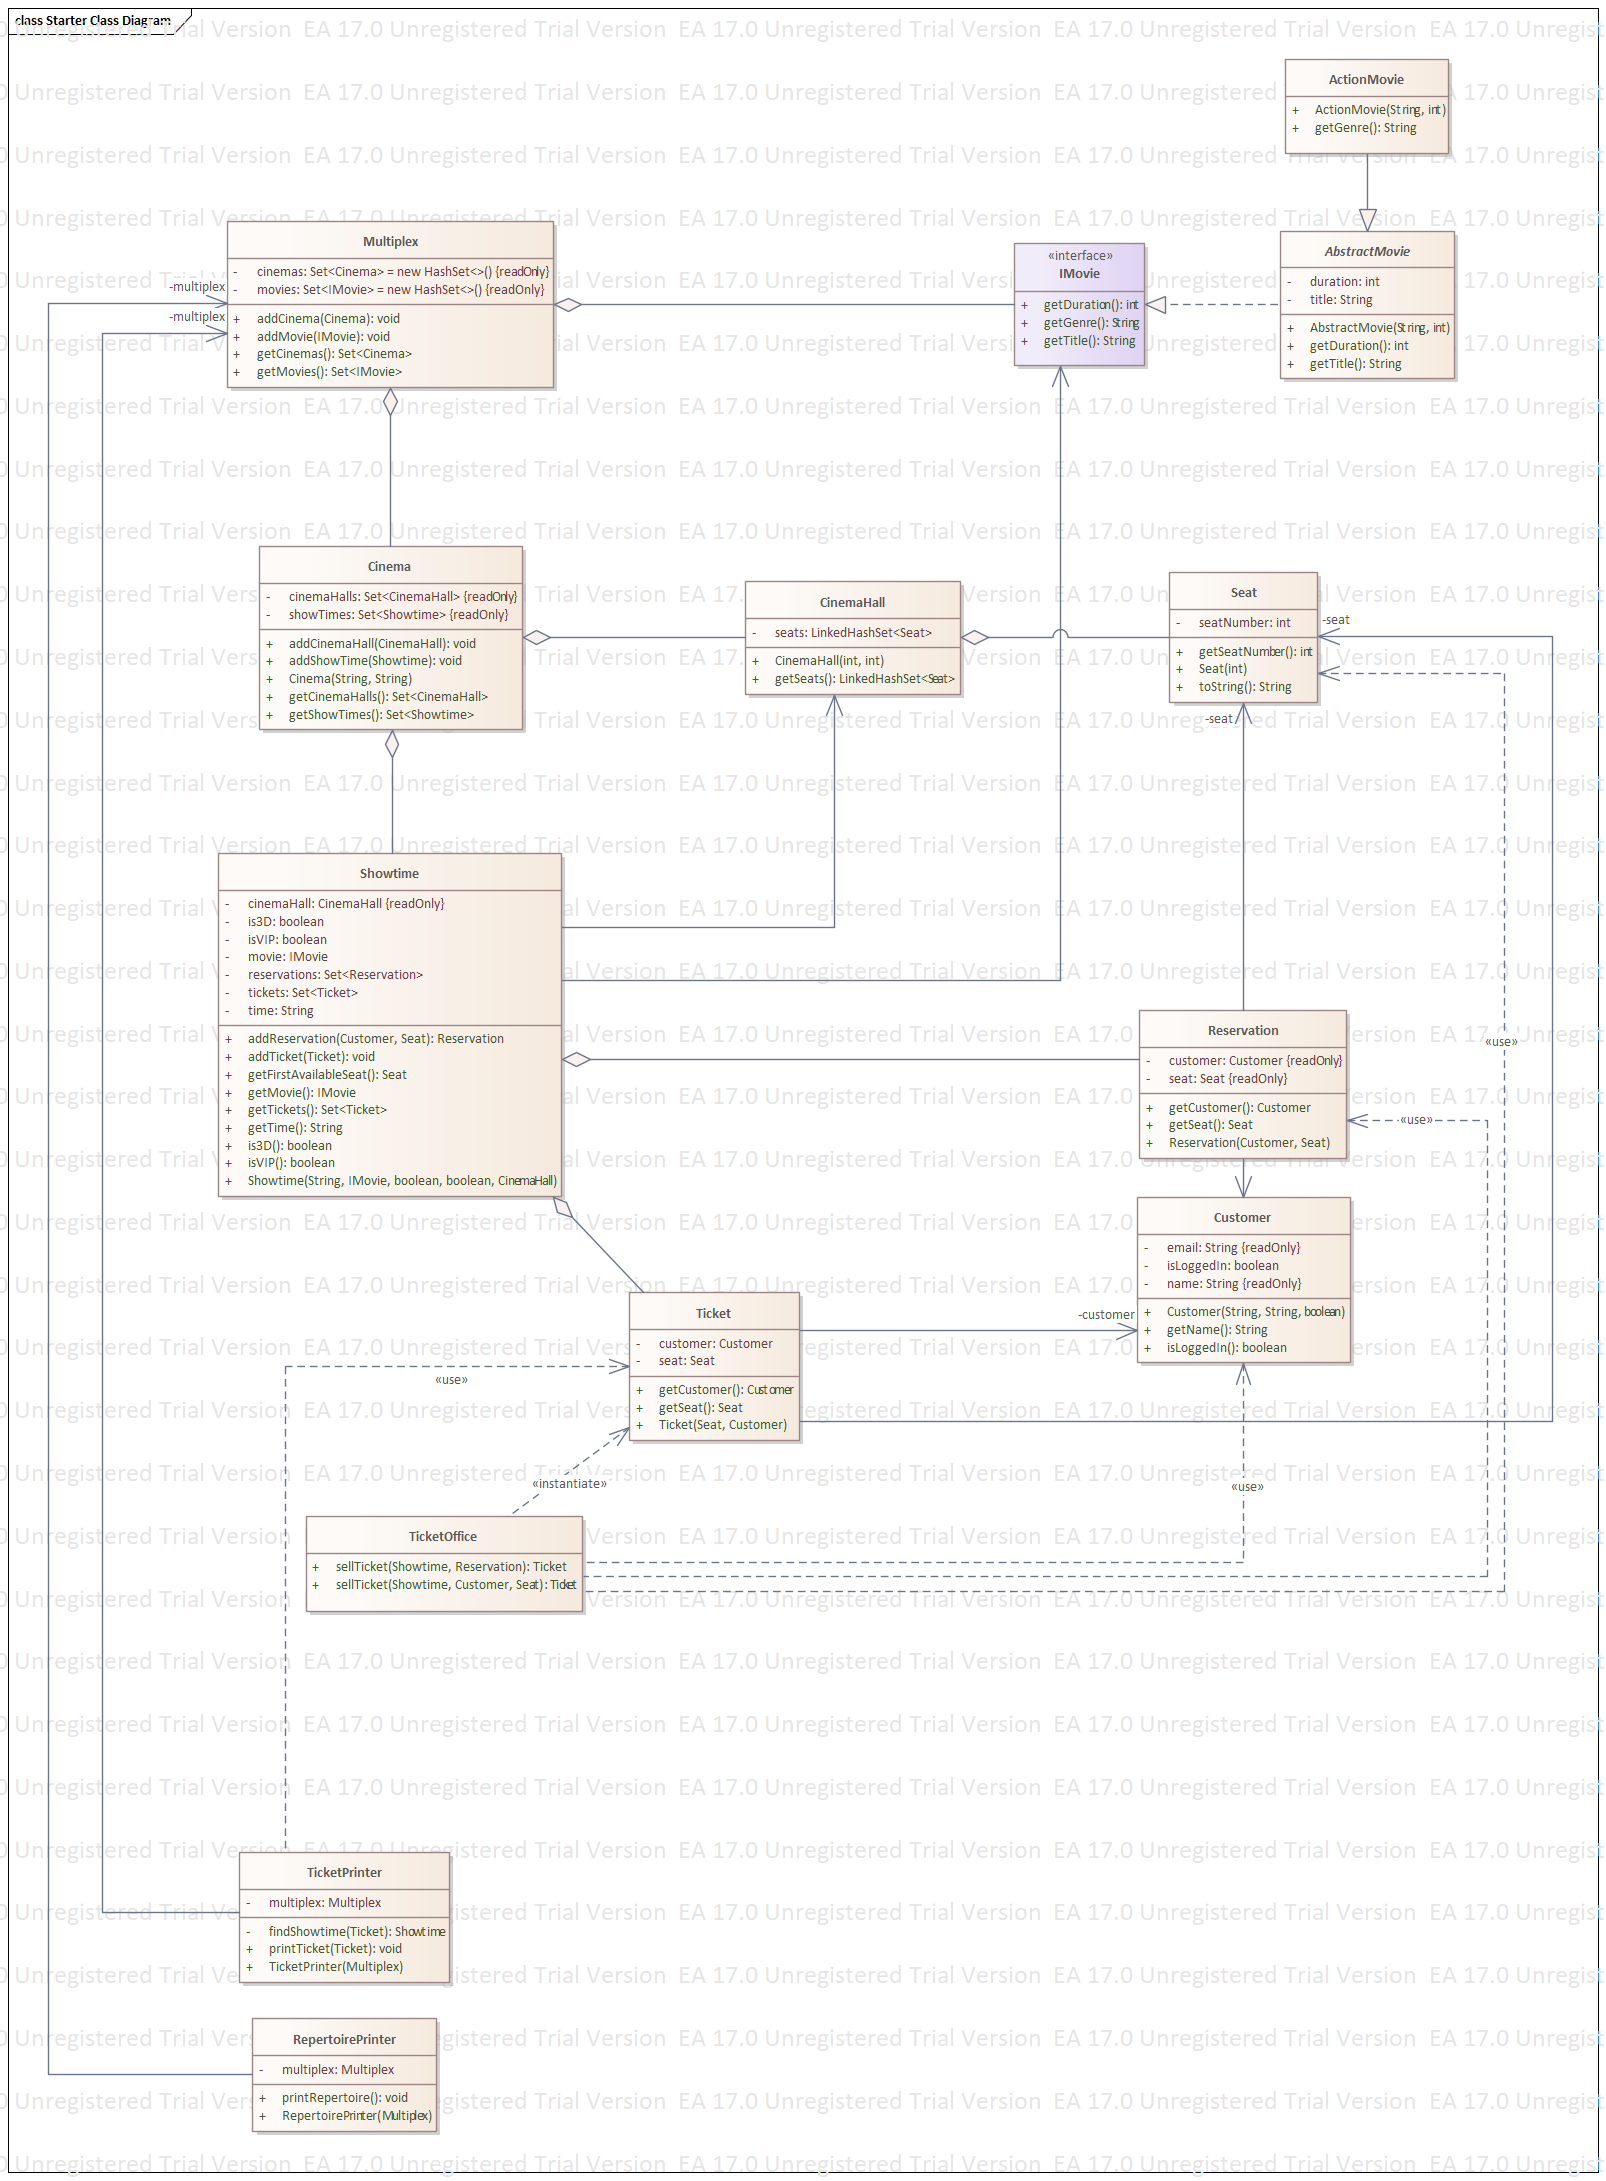 class Starter Class Diagram
EA 17.0 Unregistered Trial Version
ActionMovie
+ ActionMovie(String, int)
+ getGenre(): String
Multiplex
- cinemas: Set<Cinema> = new HashSet<>() {readOnly}
- movies: Set<IMovie> = new HashSet<>() {readOnly}
+ addCinema(Cinema): void
+ addMovie(IMovie): void
+ getCinemas(): Set<Cinema>
+ getMovies(): Set<IMovie>
-multiplex
-multiplex
«interface»
IMovie
+ getDuration(): int
+ getGenre(): String
+ getTitle(): String
AbstractMovie
- duration: int
- title: String
+ AbstractMovie(String, int)
+ getDuration(): int
+ getTitle(): String
Cinema
- cinemaHalls: Set<CinemaHall> {readOnly}
- showTimes: Set<Showtime> {readOnly}
+ addCinemaHall(CinemaHall): void
+ addShowTime(Showtime): void
+ Cinema(String, String)
+ getCinemaHalls(): Set<CinemaHall>
+ getShowTimes(): Set<Showtime>
CinemaHall
- seats: LinkedHashSet<Seat>
+ CinemaHall(int, int)
+ getSeats(): LinkedHashSet<Seat>
Seat
- seatNumber: int
+ getSeatNumber(): int
+ Seat(int)
+ toString(): String
-seat
-seat
Showtime
- cinemaHall: CinemaHall {readOnly}
- is3D: boolean
- isVIP: boolean
- movie: IMovie
- reservations: Set<Reservation>
- tickets: Set<Ticket>
- time: String
+ addReservation(Customer, Seat): Reservation
+ addTicket(Ticket): void
+ getFirstAvailableSeat(): Seat
+ getMovie(): IMovie
+ getTickets(): Set<Ticket>
+ getTime(): String
+ is3D(): boolean
+ isVIP(): boolean
+ Showtime(String, IMovie, boolean, boolean, CinemaHall)
Reservation
- customer: Customer {readOnly}
- seat: Seat {readOnly}
+ getCustomer(): Customer
+ getSeat(): Seat
+ Reservation(Customer, Seat)
«use»
«use»
Customer
- email: String {readOnly}
- isLoggedIn: boolean
- name: String {readOnly}
+ Customer(String, String, boolean)
+ getName(): String
+ isLoggedIn(): boolean
-customer
Ticket
- customer: Customer
- seat: Seat
+ getCustomer(): Customer
+ getSeat(): Seat
+ Ticket(Seat, Customer)
«use»
«instantiate»
«use»
TicketOffice
+ sellTicket(Showtime, Reservation): Ticket
+ sellTicket(Showtime, Customer, Seat): Ticket
TicketPrinter
- multiplex: Multiplex
- findShowtime(Ticket): Showtime
+ printTicket(Ticket): void
+ TicketPrinter(Multiplex)
RepertoirePrinter
- multiplex: Multiplex
+ printRepertoire(): void
+ RepertoirePrinter(Multiplex)